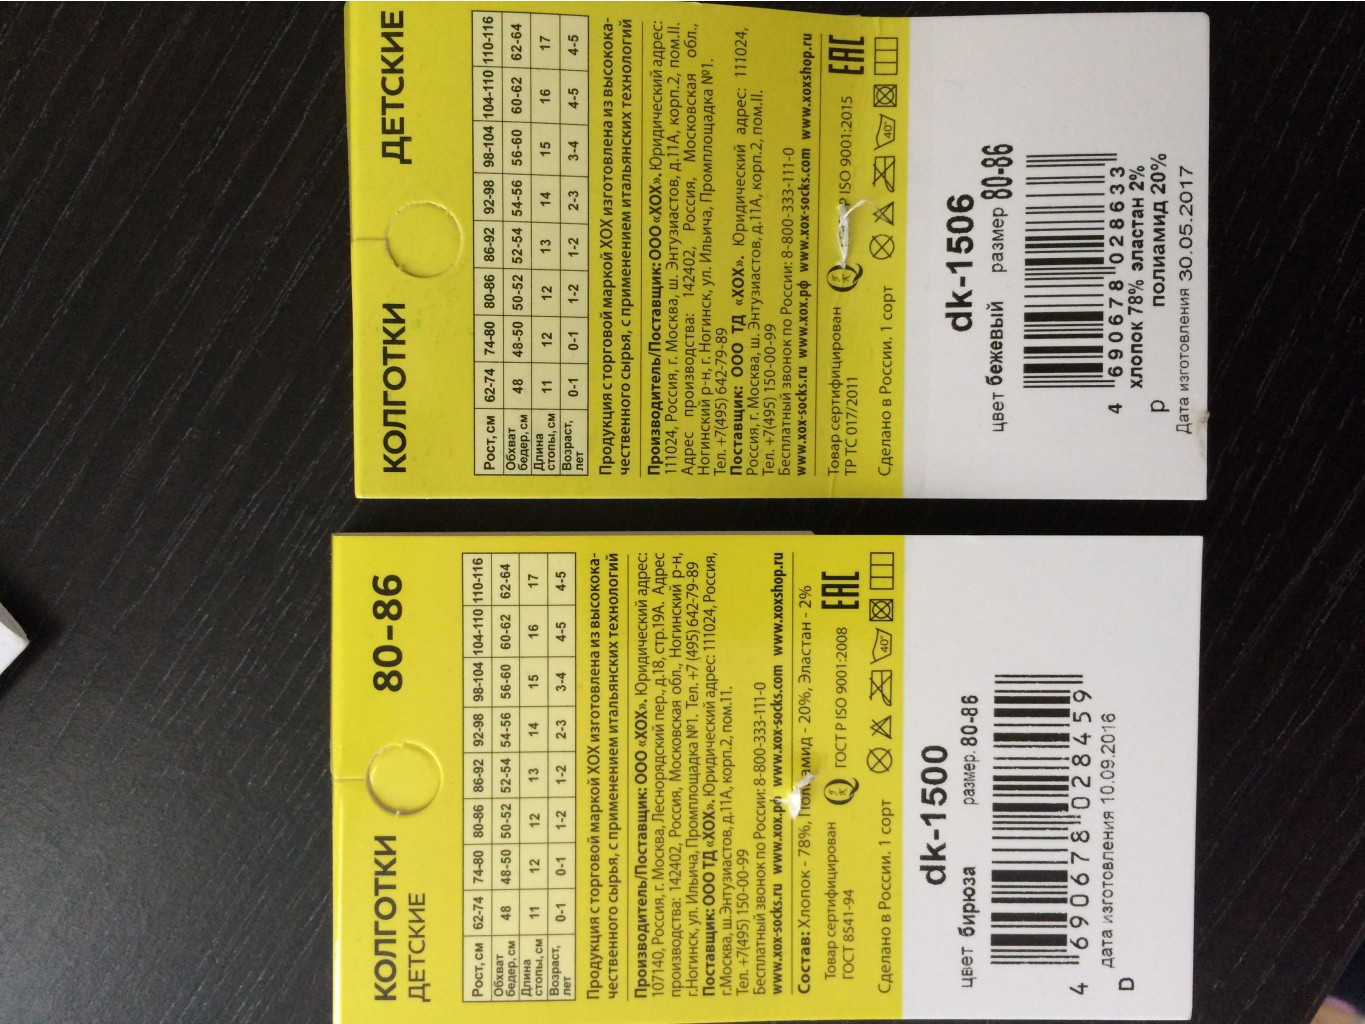 КОЛГОТКИ ДЕТСКИЕ
Рост, см 62-74 74-80 80-86 86-92 92-98 98-104 104-110 110-116
Обхват бедер, см 48 48-50 50-52 52-54 54-56 56-60 60-62 62-64
Длина стопы, см 11 12 12 13 14 15 16 17
Возраст, лет 0-1 0-1 1-2 1-2 2-3 3-4 4-5 4-5
Продукция с торговой маркой ХОХ изготовлена из высокока-
чественного сырья, с применением итальянских технологий
Производитель/Поставщик: ООО «ХОХ». Юридический адрес:
111024, Россия, г. Москва, ш. Энтузиастов, д.11А, корп.2, пом.II.
Адрес производства: 142402, Россия, Московская обл.,
Ногинский р-н, г. Ногинск, ул. Ильича, Промплощадка №1.
Тел. +7(495) 642-79-89
Поставщик: ООО ТД «ХОХ». Юридический адрес: 111024,
Россия, г. Москва, ш. Энтузиастов, д.11А, корп.2, пом.II.
Тел. +7(495) 150-00-99
Бесплатный звонок по России: 8-800-333-111-0
www.xox-socks.ru www.хох.рф www.xox-socks.com www.xoxshop.ru
Товар сертифицирован Р ISO 9001:2015 EAC
ТР ТС 017/2011
Сделано в России. 1 сорт 40°
dk-1506
цвет бежевый размер 80-86
4 690678 028633
хлопок 78% эластан 2%
полиамид 20%
р
Дата изготовления 30.05.2017
КОЛГОТКИ 80-86
ДЕТСКИЕ
Рост, см 62-74 74-80 80-86 86-92 92-98 98-104 104-110 110-116
Обхват бедер, см 48 48-50 50-52 52-54 54-56 56-60 60-62 62-64
Длина стопы, см 11 12 12 13 14 15 16 17
Возраст, лет 0-1 0-1 1-2 1-2 2-3 3-4 4-5 4-5
Продукция с торговой маркой ХОХ изготовлена из высокока-
чественного сырья, с применением итальянских технологий
Производитель/Поставщик: ООО «ХОХ». Юридический адрес:
107140, Россия, г. Москва, Леснорядский пер., д.18, стр.19А. Адрес
производства: 142402, Россия, Московская обл., Ногинский р-н,
г.Ногинск, ул. Ильича, Промплощадка №1. Тел. +7 (495) 642-79-89
Поставщик: ООО ТД «ХОХ». Юридический адрес: 111024, Россия,
г.Москва, ш.Энтузиастов, д.11А, корп.2, пом.11.
Тел. +7(495) 150-00-99
Бесплатный звонок по России: 8-800-333-111-0
www.xox-socks.ru www.хох.рф www.xox-socks.com www.xoxshop.ru
Состав: Хлопок - 78%, Полиамид - 20%, Эластан - 2%
Товар сертифицирован ГОСТ Р ISO 9001:2008 EAC
ГОСТ 8541-94
Сделано в России. 1 сорт 40°
dk-1500
цвет бирюза размер. 80-86
4 690678 028459
Дата изготовления 10.09.2016
D